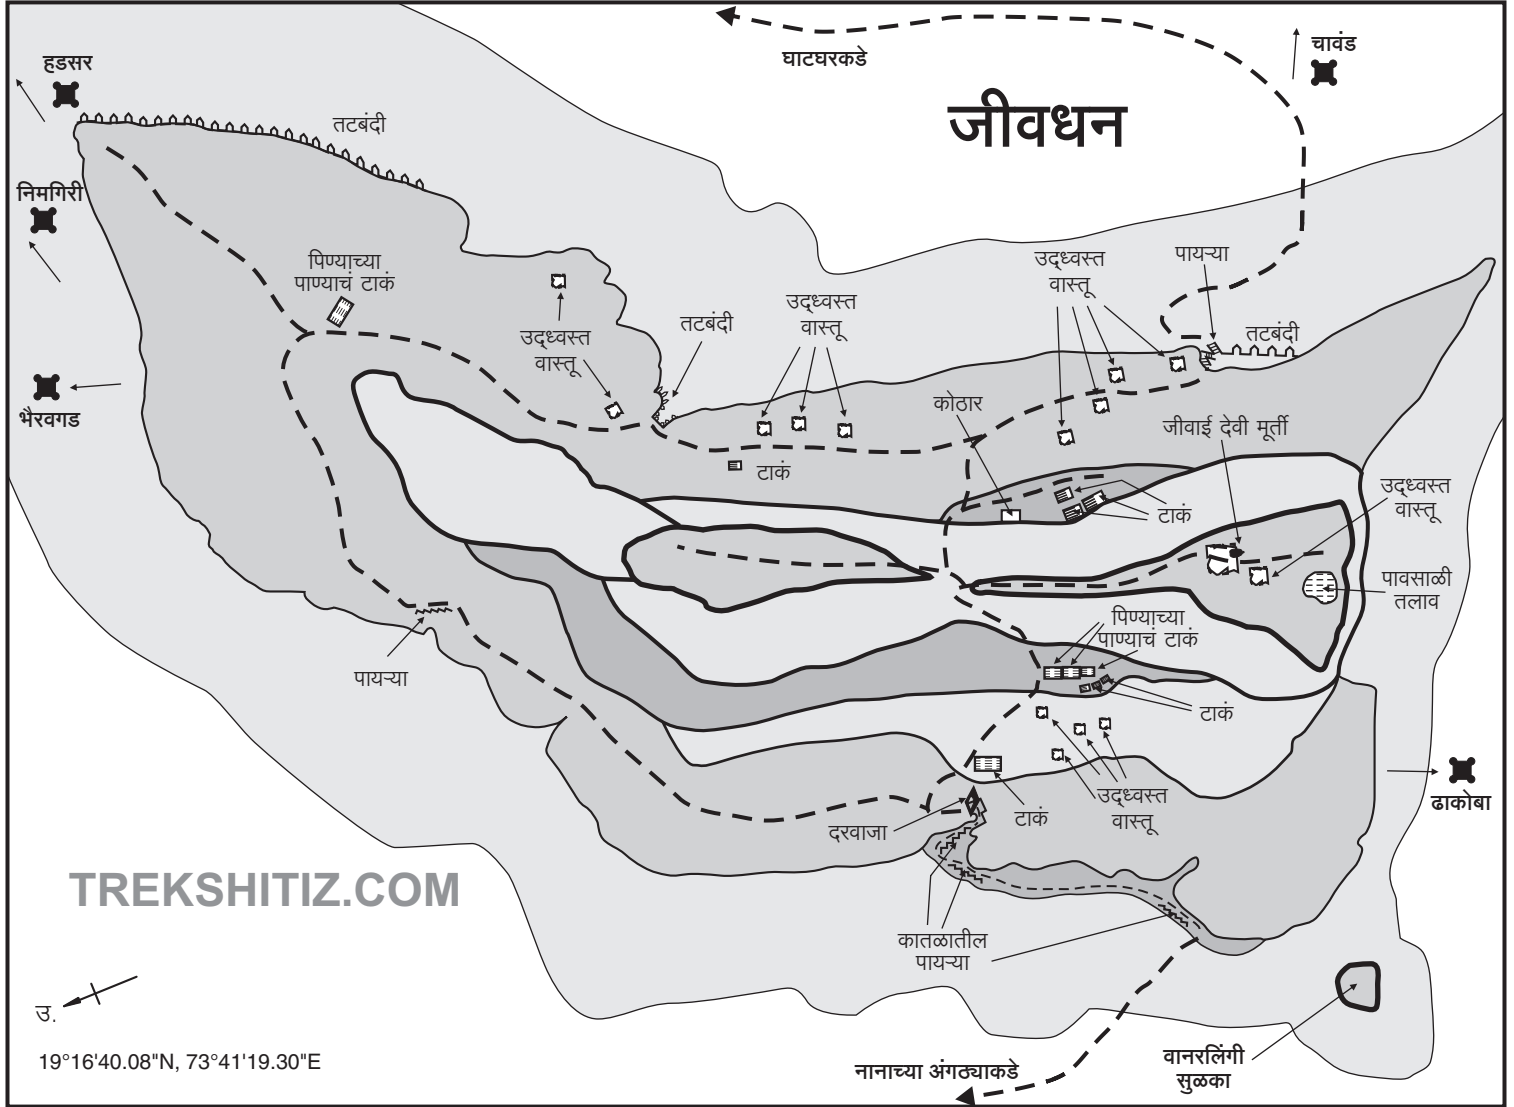 घाटघरकडे
चावंड
हडसर
जीवधन
तटबंदी
निमगिरी
पिण्याच्या
पाण्याचं टाकं
उद्ध्वस्त
वास्तू
पायऱ्या
उद्ध्वस्त
वास्तू
तटबंदी
उद्ध्वस्त
वास्तू
तटबंदी
भैरवगड
कोठार
जीवाई देवी मूर्ती
टाकं
उद्ध्वस्त
वास्तू
टाकं
पावसाळी
तलाव
पिण्याच्या
पाण्याचं टाकं
पायऱ्या
टाकं
उद्ध्वस्त
वास्तू
ढाकोबा
टाकं
दरवाजा
TREKSHITIZ.COM
कातळातील
पायऱ्या
उ.
19°16'40.08"N, 73°41'19.30"E
नानाच्या अंगठ्याकडे
वानरलिंगी
सुळका